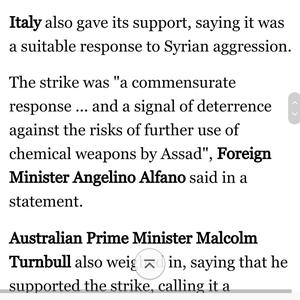 Italy also gave its support, saying it was
a suitable response to Syrian aggression.
The strike was "a commensurate
response ... and a signal of deterrence
against the risks of further use of
chemical weapons by Assad", Foreign
Minister Angelino Alfano said in a
statement.
Australian Prime Minister Malcolm
Turnbull also weighed in, saying that he
supported the strike, calling it a